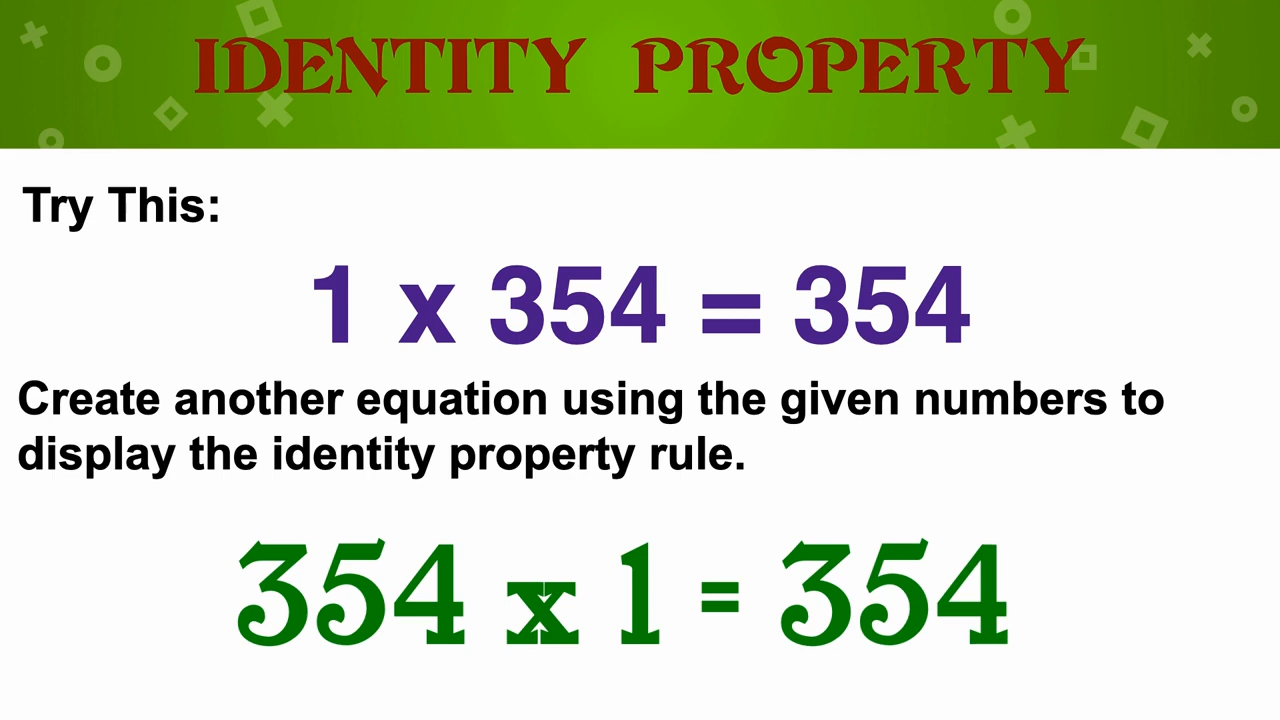 IDENTITY PROPERTY
Try This:
1 x 354 = 354
Create another equation using the given numbers to
display the identity property rule.
354 x 1 = 354